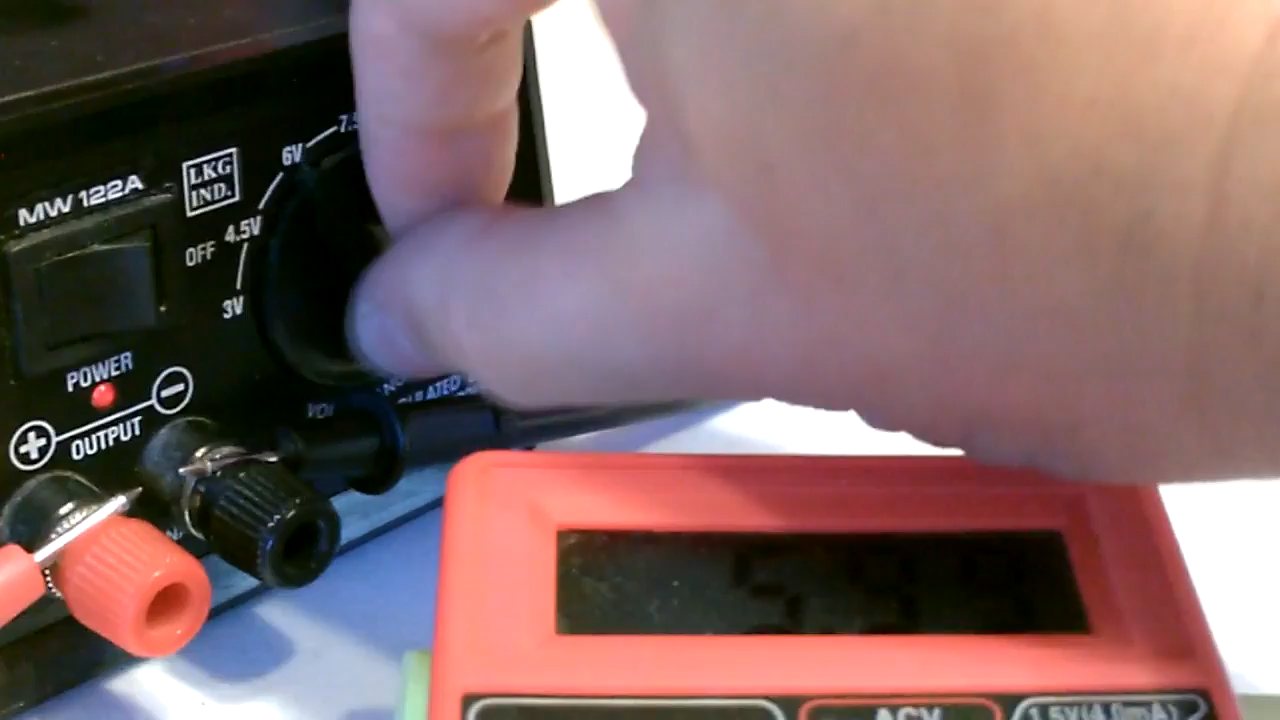 MW 122A
LKG
IND.
7.5
6V
4.5V
OFF
3V
POWER
OUTPUT
ACV
1.5V(4.0mA)